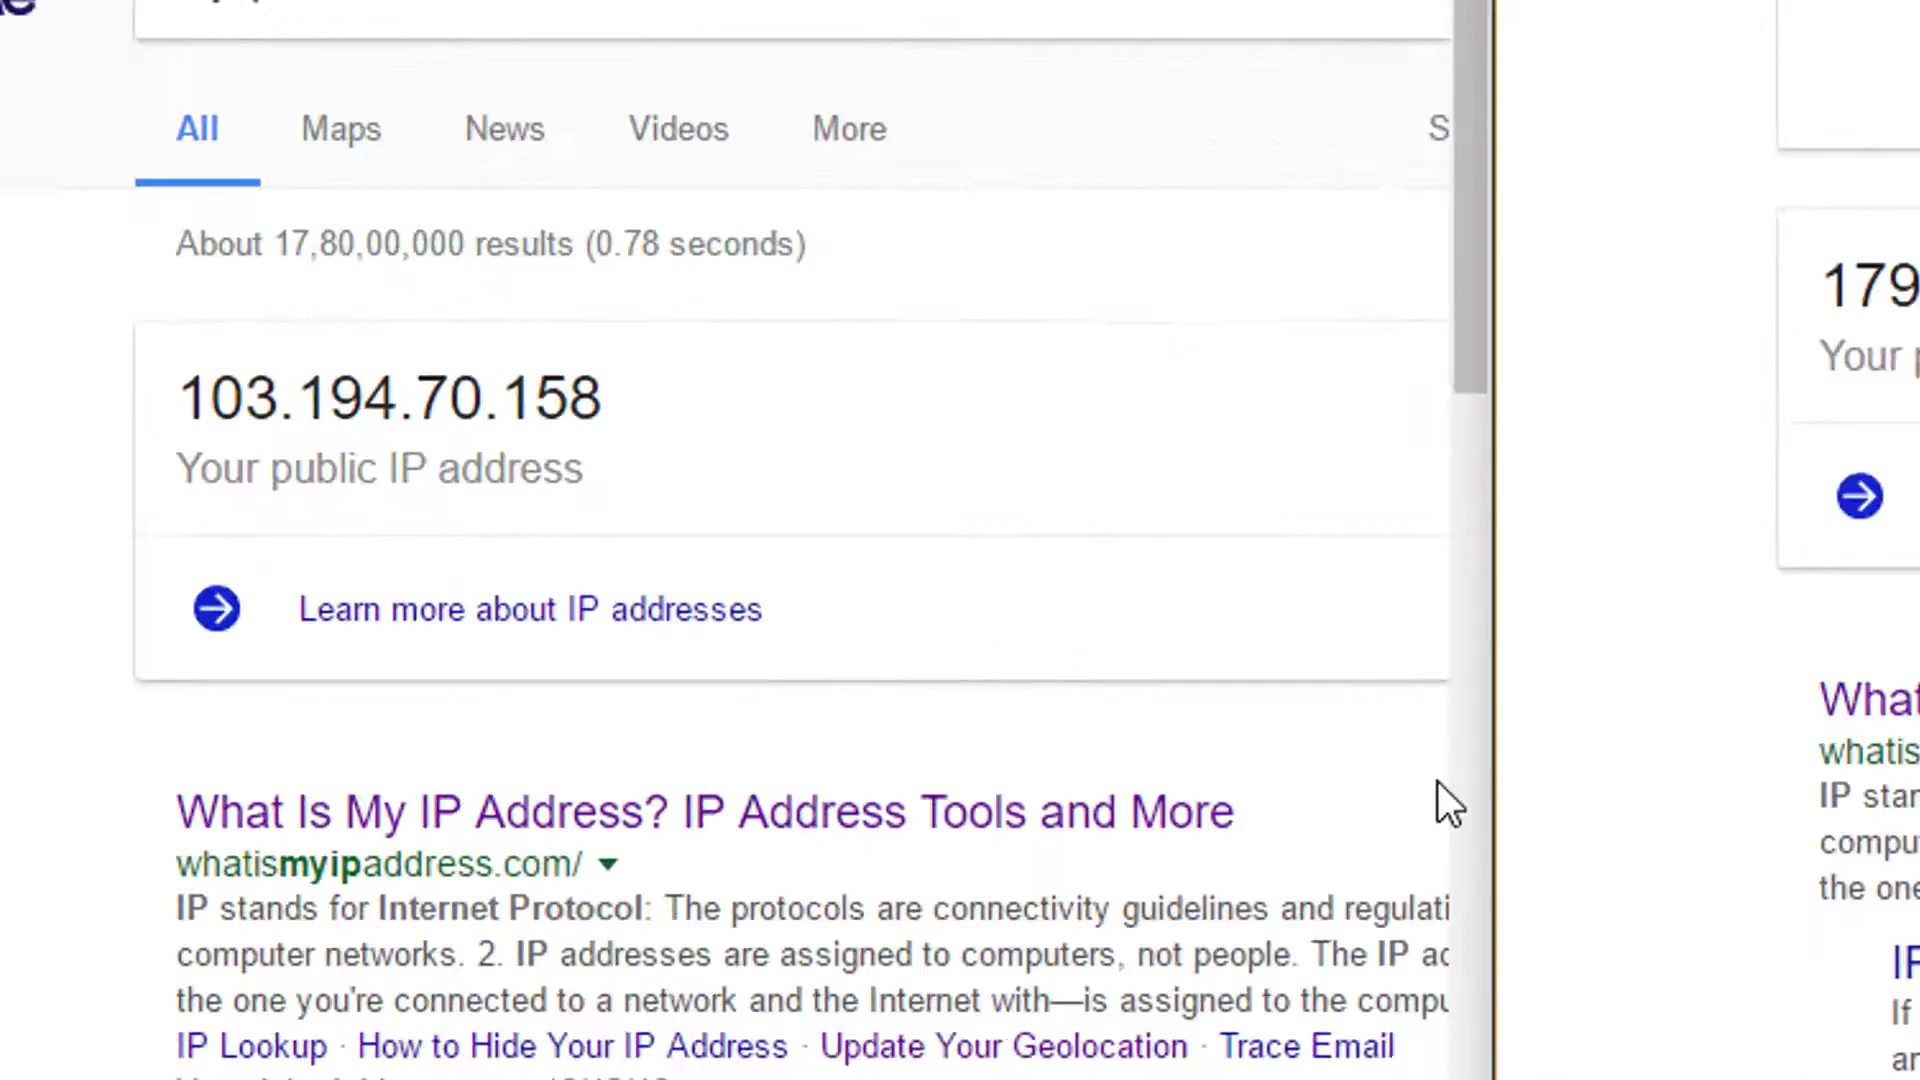 All Maps News Videos More S
About 17,80,00,000 results (0.78 seconds)
103.194.70.158
Your public IP address
Learn more about IP addresses
What Is My IP Address? IP Address Tools and More
whatismyipaddress.com/
IP stands for Internet Protocol: The protocols are connectivity guidelines and regulati
computer networks. 2. IP addresses are assigned to computers, not people. The IP ad
the one you're connected to a network and the Internet with—is assigned to the compu
IP Lookup · How to Hide Your IP Address · Update Your Geolocation · Trace Email
179
Your p
What
whatis
IP stan
compu
the one
IP
If
an